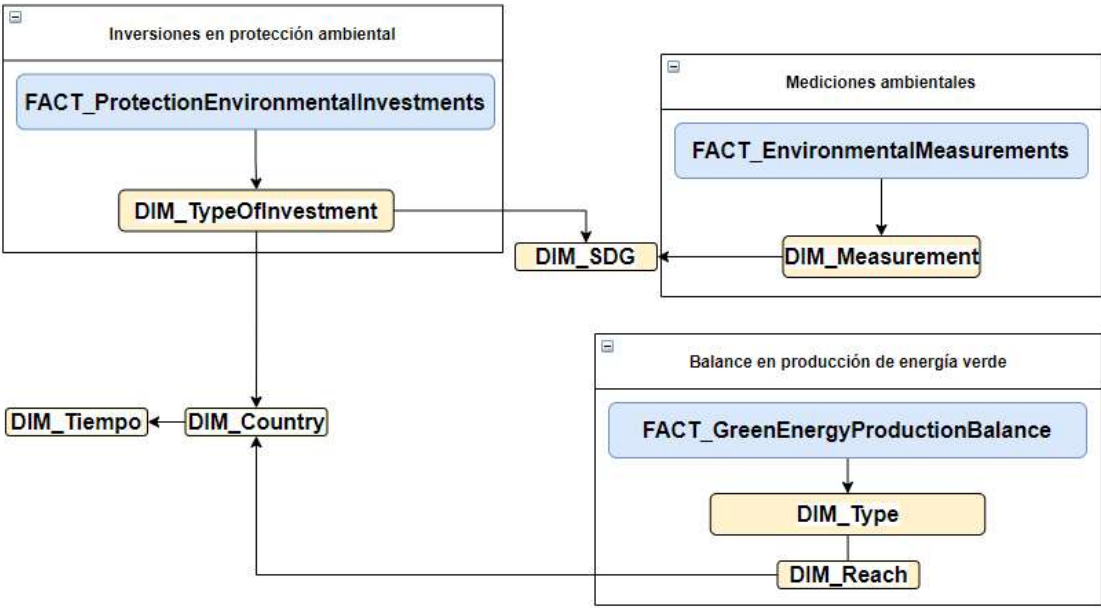 Inversiones en protección ambiental
FACT_ProtectionEnvironmentalInvestments
DIM_TypeOfInvestment
Mediciones ambientales
FACT_EnvironmentalMeasurements
DIM_SDG
DIM_Measurement
Balance en producción de energía verde
DIM_Tiempo
DIM_Country
FACT_GreenEnergyProductionBalance
DIM_Type
DIM_Reach